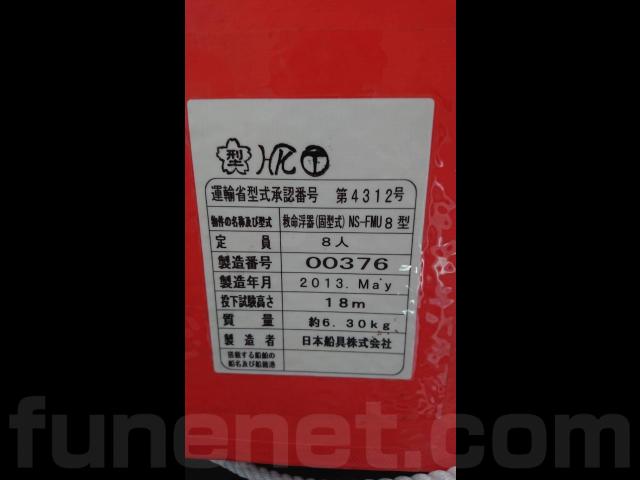 型 HK
運輸省型式承認番号 第4312号
物件の名称及び型式 救命浮器(固型式) NS-FMU8型
定員 8人
製造番号 00376
製造年月 2013. May
投下試験高さ 18m
質量 約6.30kg
製造者 日本船具株式会社
搭載する船舶の
船名及び船籍港
funenet.com